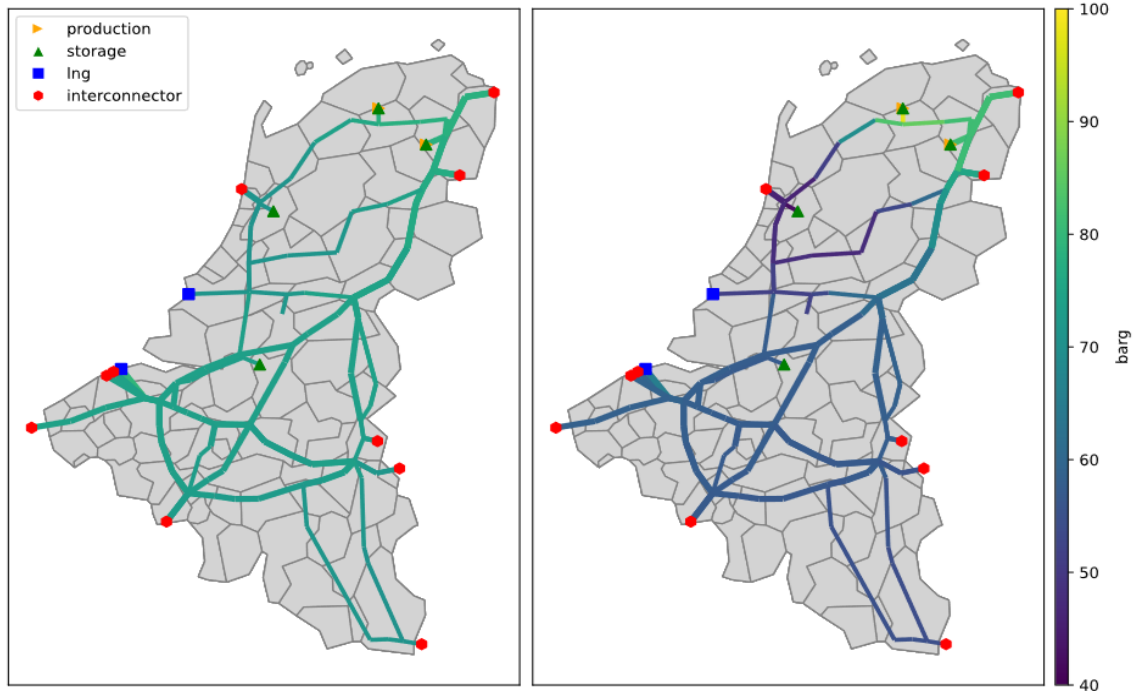 production
storage
lng
interconnector
100
90
80
70
60
50
40
barg